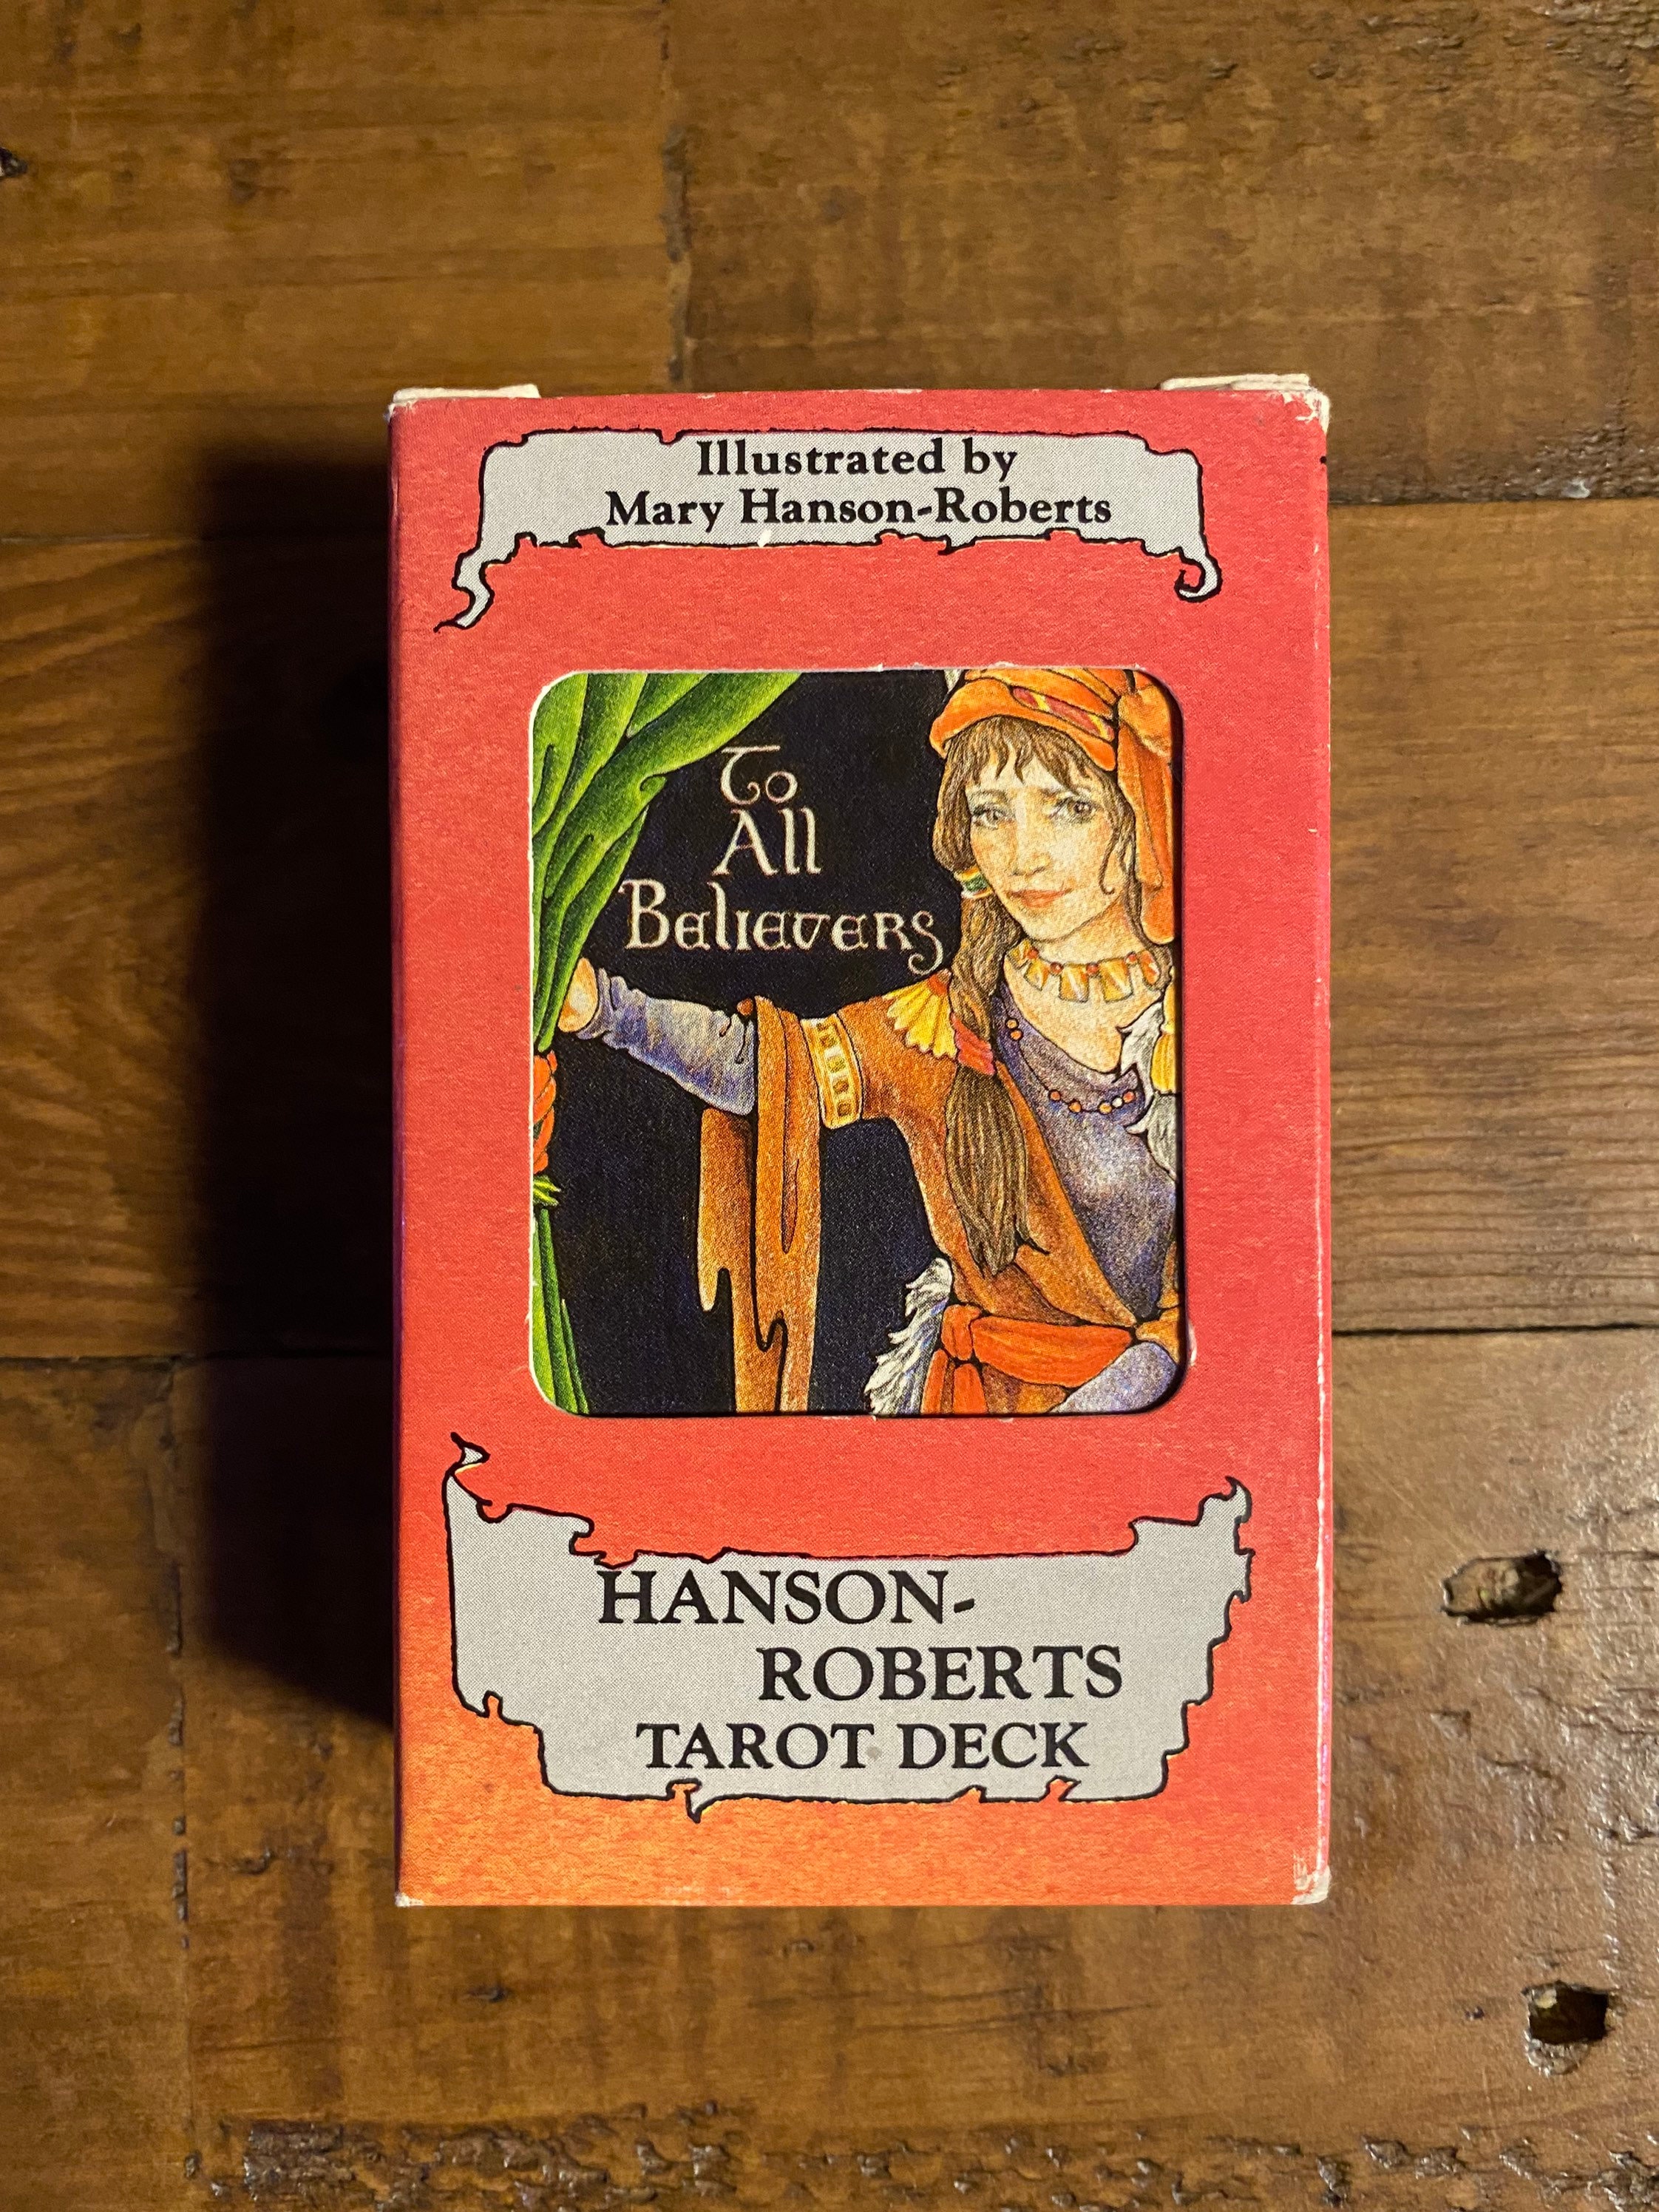 Illustrated by
Mary Hanson-Roberts
To
All
Believers
HANSON-
ROBERTS
TAROT DECK